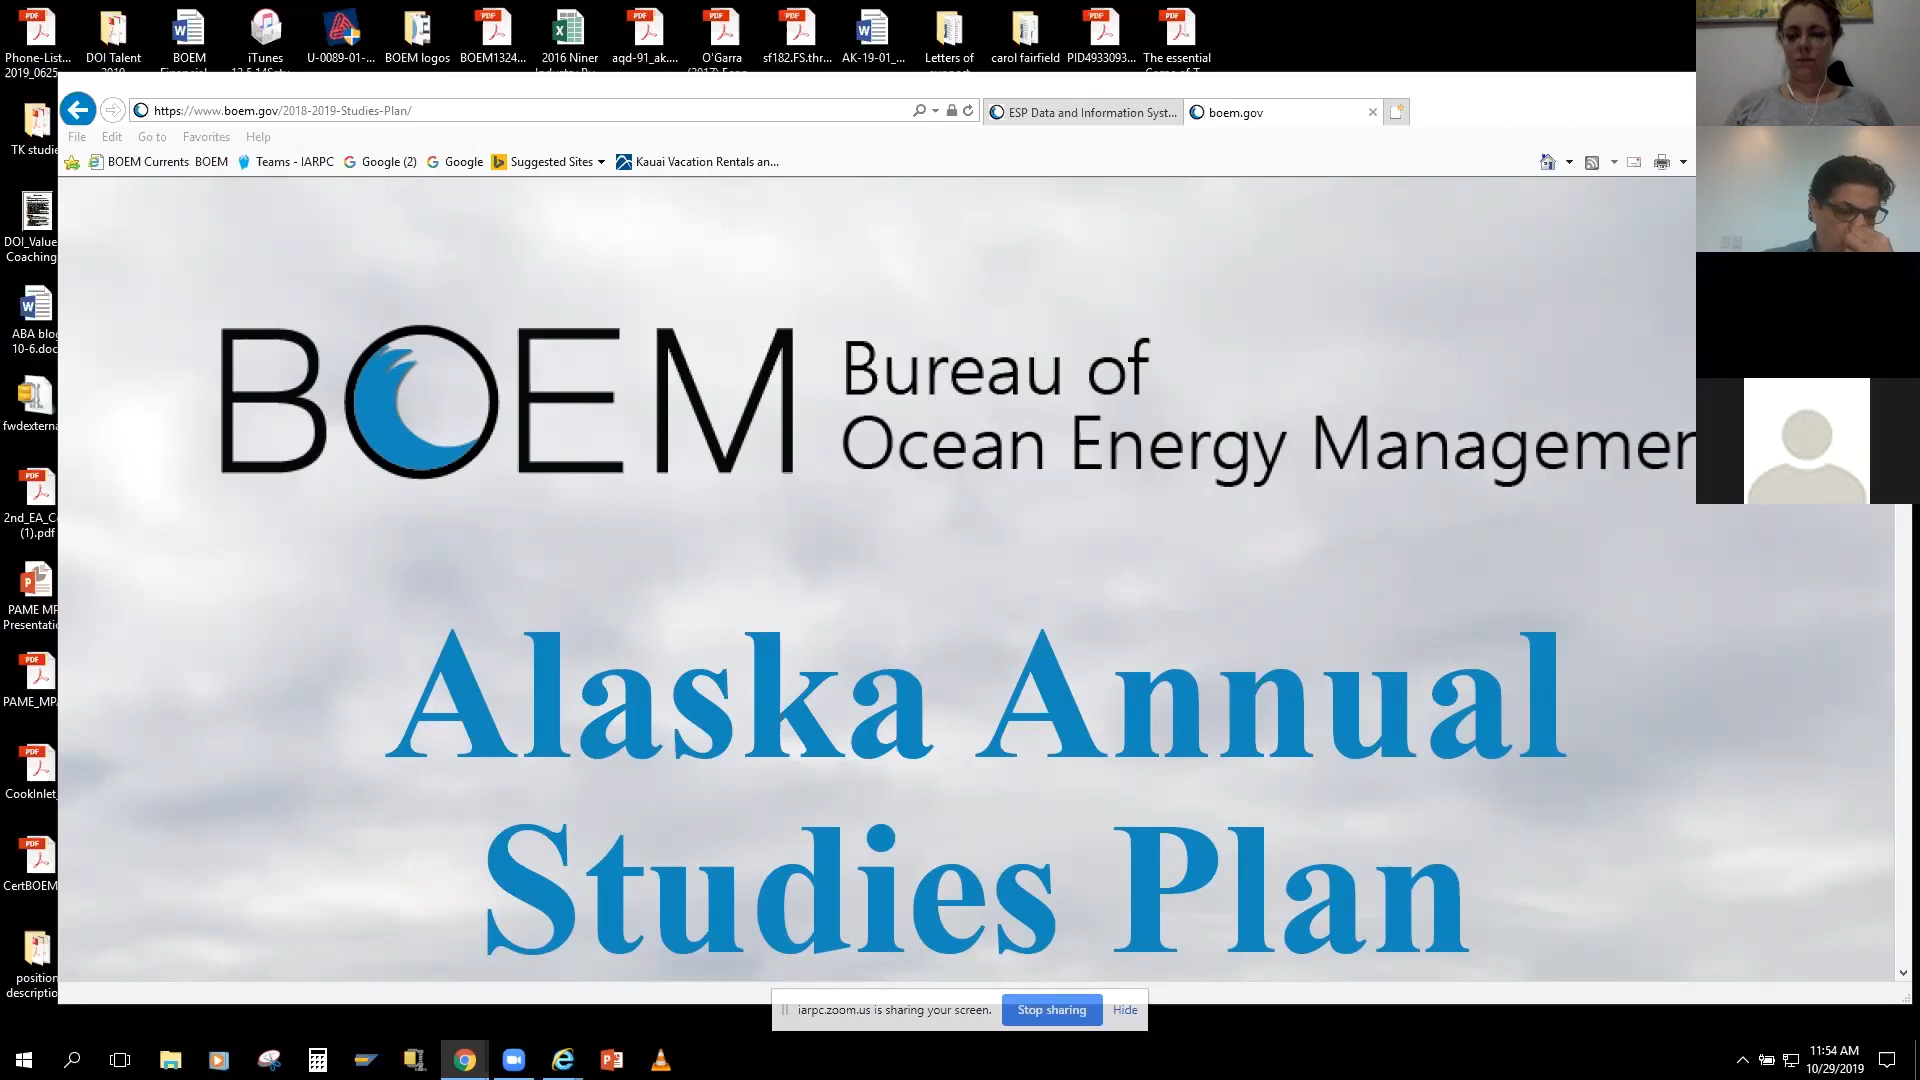 Phone-List... DOI Talent BOEM iTunes U-0089-01-... BOEM logos BOEM1324... 2016 Niner aqd-91_ak.... O'Garra sf182.FS.thr... AK-19-01_... Letters of carol fairfield PID4933093... The essential
2019_0625
https://www.boem.gov/2018-2019-Studies-Plan/
ESP Data and Information Syst...
boem.gov
File Edit Go to Favorites Help
BOEM Currents BOEM Teams - IARPC Google (2) Google Suggested Sites Kauai Vacation Rentals an...
TK studie
DOI_Value
Coaching
ABA blog
10-6.doc
fwdexterna
2nd_EA_C
(1).pdf
PAME MP
Presentatio
PAME_MP
CookInlet_
CertBOEM
position
descriptio
BOEM
Bureau of
Ocean Energy Managemen
Alaska Annual
Studies Plan
iarpc.zoom.us is sharing your screen. Stop sharing Hide
11:54 AM
10/29/2019